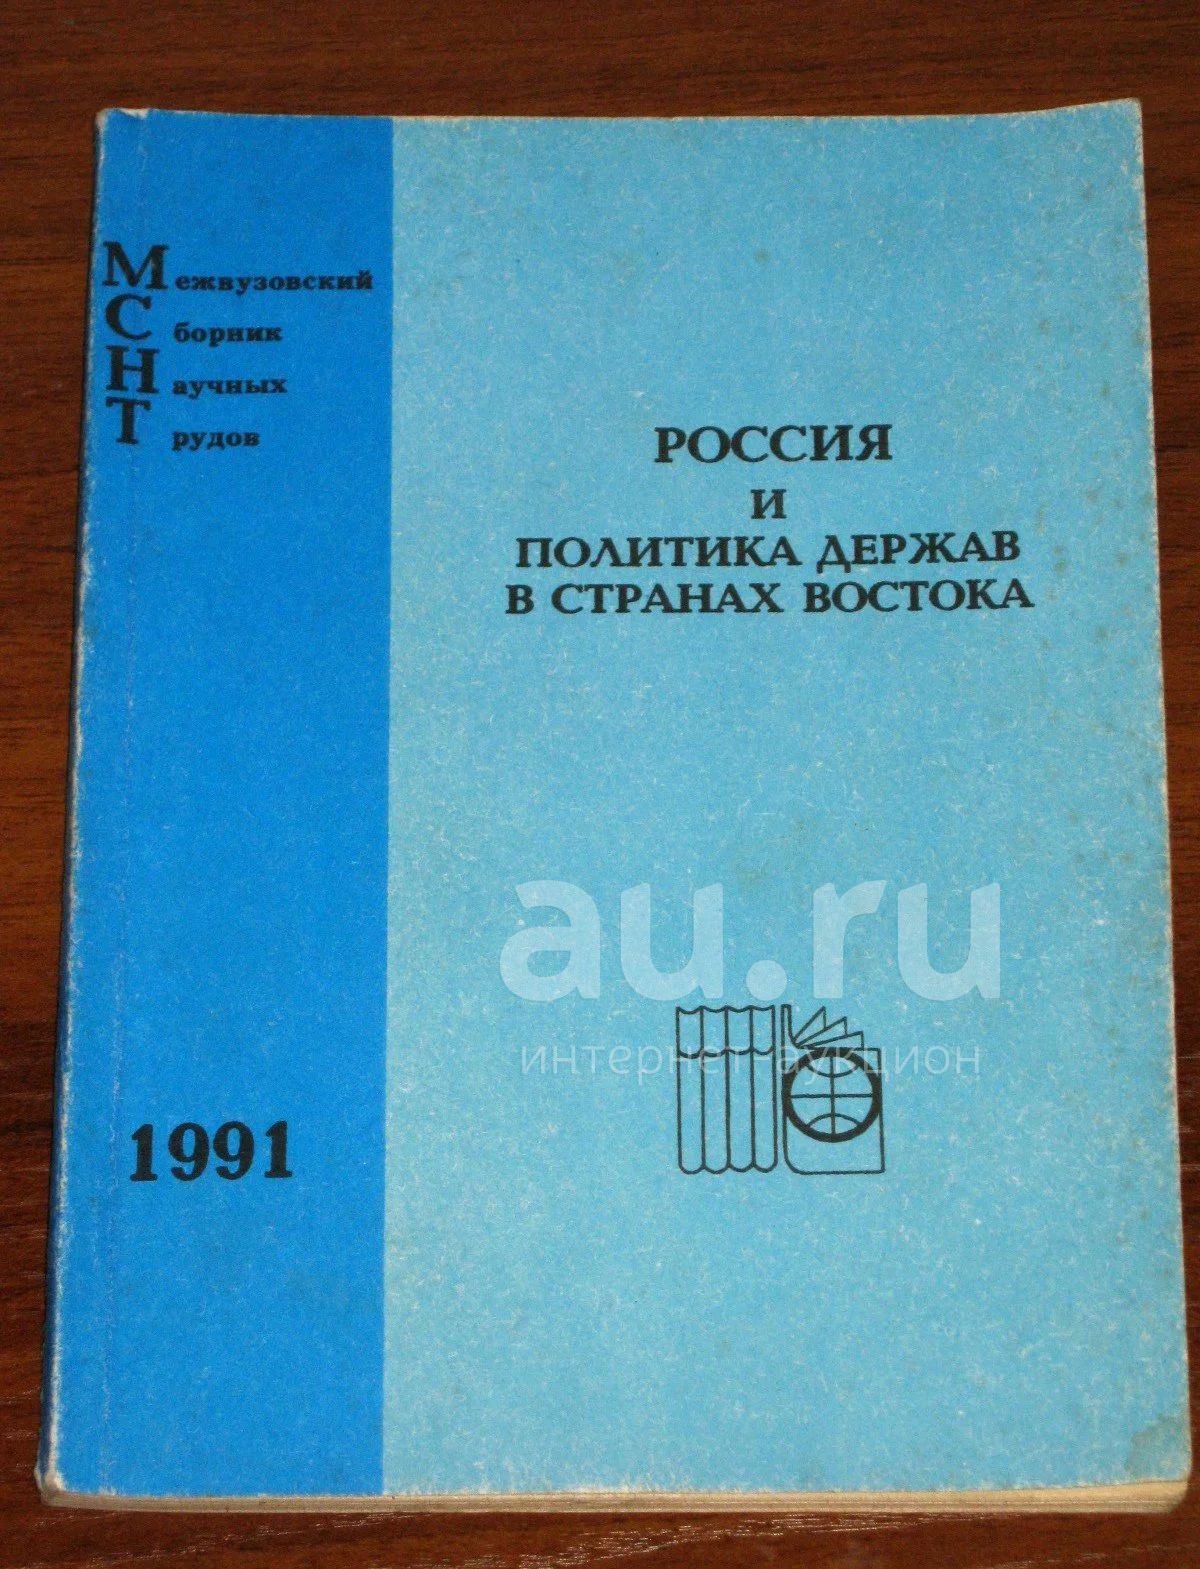 Межвузовский
Сборник
Научных
Трудов
РОССИЯ
И
ПОЛИТИКА ДЕРЖАВ
В СТРАНАХ ВОСТОКА
au.ru
интернет-аукцион
1991